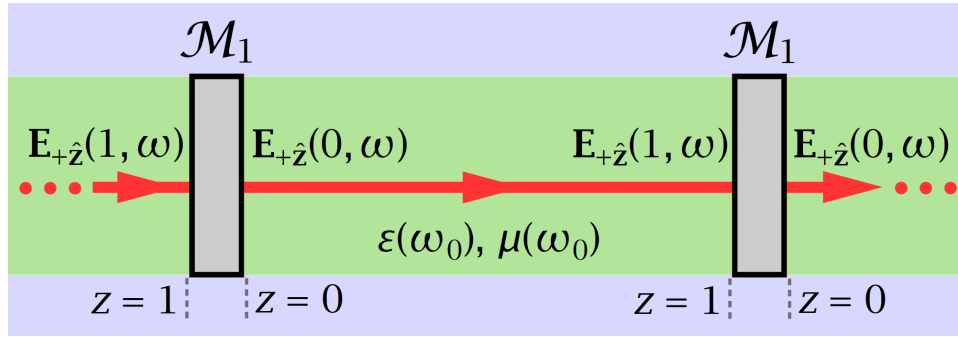 ℳ₁ ℳ₁
E₊ẑ(1, ω) E₊ẑ(0, ω) E₊ẑ(1, ω) E₊ẑ(0, ω)
ε(ω₀), μ(ω₀)
z = 1 z = 0 z = 1 z = 0